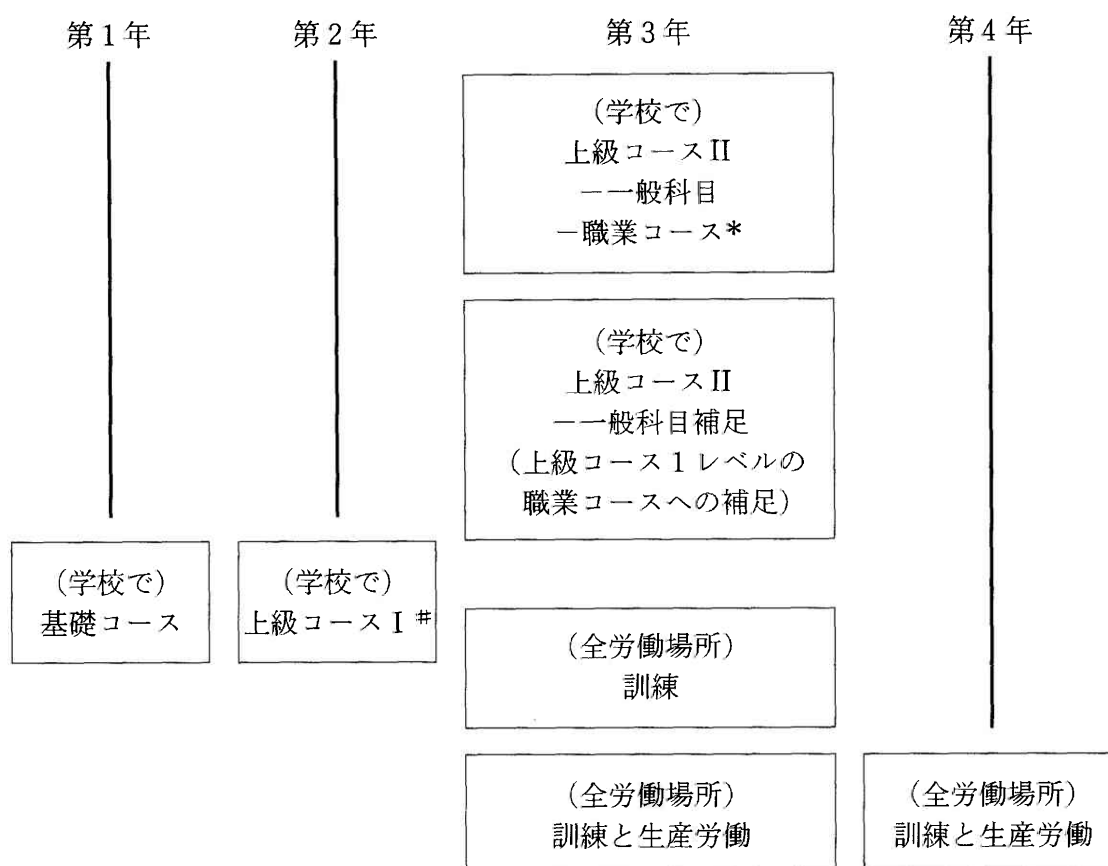 第1年
第2年
第3年
第4年
(学校で)
上級コースII
－一般科目
－職業コース*
(学校で)
上級コースII
－一般科目補足
(上級コース1レベルの
職業コースへの補足)
(学校で)
基礎コース
(学校で)
上級コースI #
(全労働場所)
訓練
(全労働場所)
訓練と生産労働
(全労働場所)
訓練と生産労働